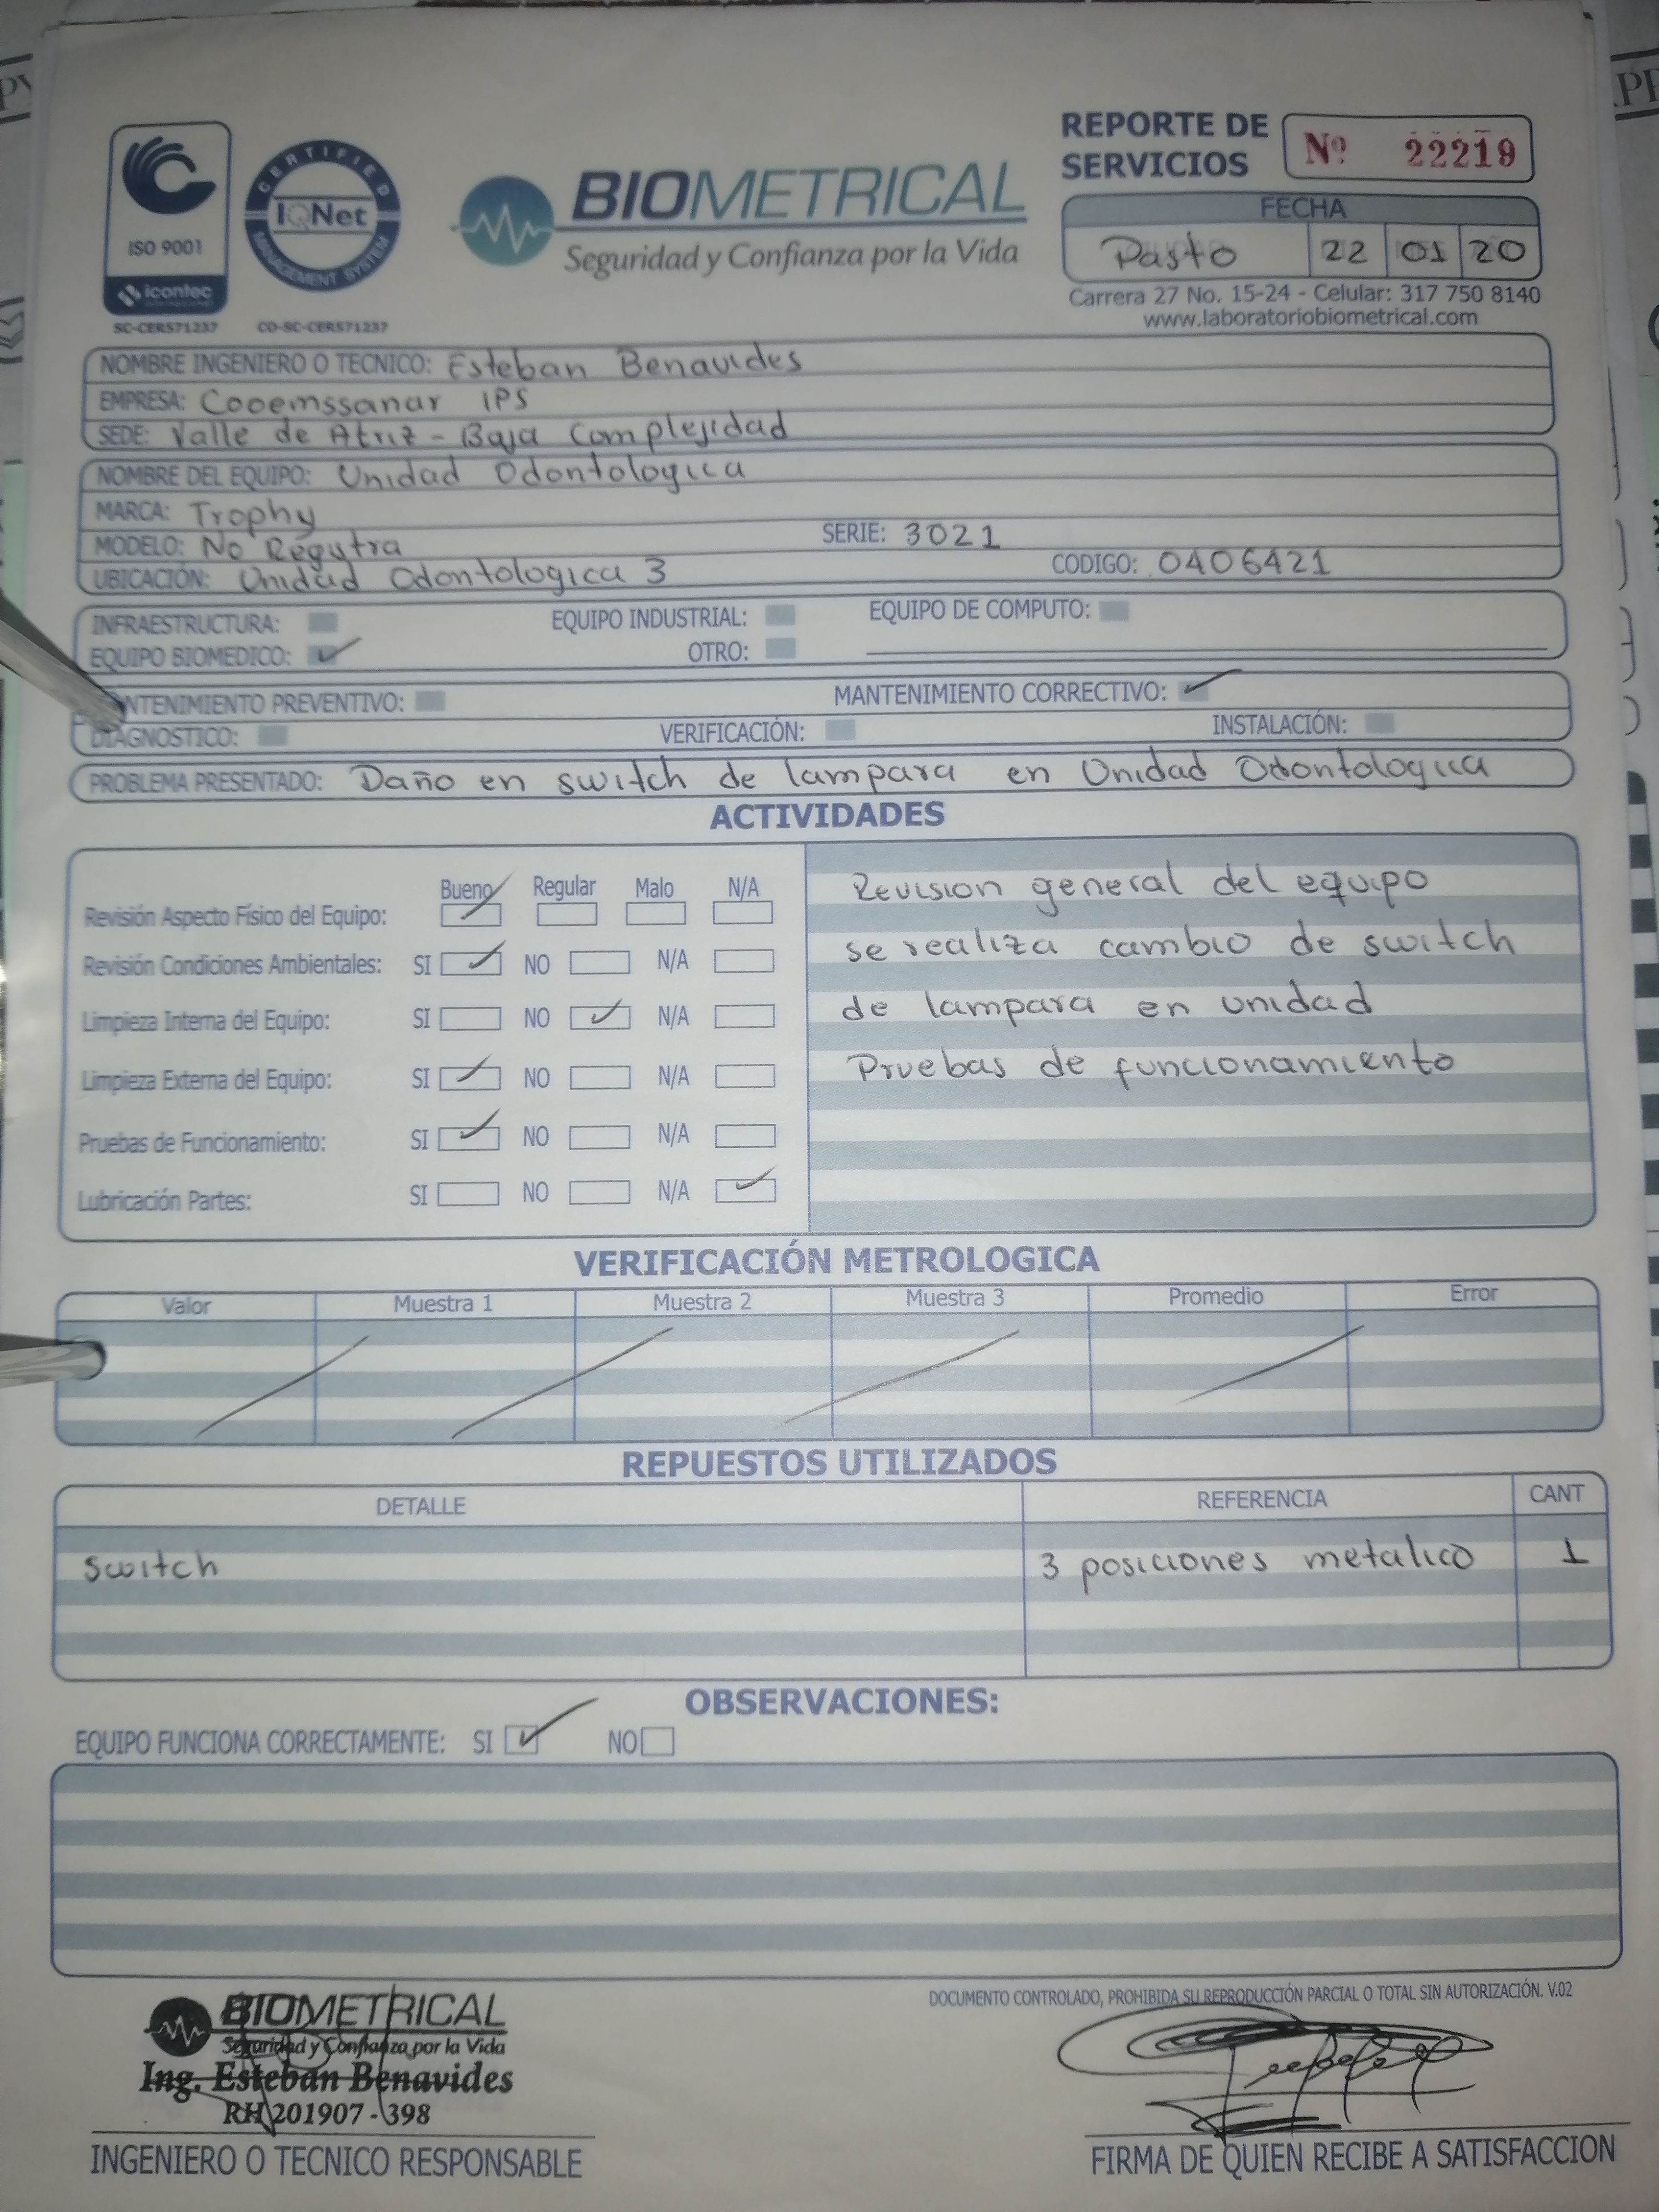 REPORTE DE
SERVICIOS
Nº 22219
ISO 9001
icontec
SC-CER571237
CERTIFIED
IQNet
MANAGEMENT SYSTEM
CO-SC-CER571237
BIOMETRICAL
Seguridad y Confianza por la Vida
FECHA
Pasto 22 01 20
Carrera 27 No. 15-24 - Celular: 317 750 8140
www.laboratoriobiometrical.com
NOMBRE INGENIERO O TECNICO: Esteban Benavides
EMPRESA: Cooemssanar IPS
SEDE: Valle de Atriz - Baja Complejidad
NOMBRE DEL EQUIPO: Unidad Odontologica
MARCA: Trophy
MODELO: No Registra SERIE: 3021
UBICACIÓN: Unidad Odontologica 3 CODIGO: 0406421
INFRAESTRUCTURA: EQUIPO INDUSTRIAL: EQUIPO DE COMPUTO:
EQUIPO BIOMEDICO: ✓ OTRO:
NTENIMIENTO PREVENTIVO: MANTENIMIENTO CORRECTIVO: ✓
DIAGNOSTICO: VERIFICACIÓN: INSTALACIÓN:
PROBLEMA PRESENTADO: Daño en switch de lampara en Unidad Odontologica
ACTIVIDADES
Bueno Regular Malo N/A
Revisión Aspecto Físico del Equipo: ✓
Revisión Condiciones Ambientales: SI ✓ NO N/A
Limpieza Interna del Equipo: SI NO ✓ N/A
Limpieza Externa del Equipo: SI ✓ NO N/A
Pruebas de Funcionamiento: SI ✓ NO N/A
Lubricación Partes: SI NO N/A ✓
Revision general del equipo
se realiza cambio de switch
de lampara en unidad
Pruebas de funcionamiento
VERIFICACIÓN METROLOGICA
Valor Muestra 1 Muestra 2 Muestra 3 Promedio Error
REPUESTOS UTILIZADOS
DETALLE REFERENCIA CANT
switch 3 posiciones metalico 1
OBSERVACIONES:
EQUIPO FUNCIONA CORRECTAMENTE: SI ✓ NO
DOCUMENTO CONTROLADO, PROHIBIDA SU REPRODUCCIÓN PARCIAL O TOTAL SIN AUTORIZACIÓN. V.02
BIOMETRICAL
Seguridad y Confianza por la Vida
Ing. Esteban Benavides
RH 201907 - 398
INGENIERO O TECNICO RESPONSABLE
FIRMA DE QUIEN RECIBE A SATISFACCION